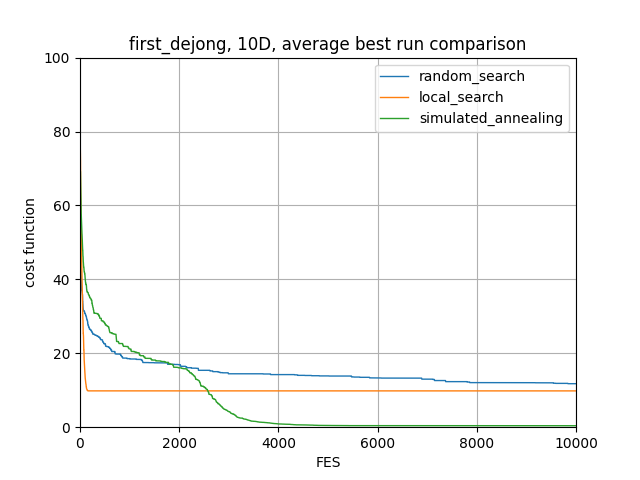 first_dejong, 10D, average best run comparison
100
80
60
40
20
0
cost function
random_search
local_search
simulated_annealing
0
2000
4000
6000
8000
10000
FES